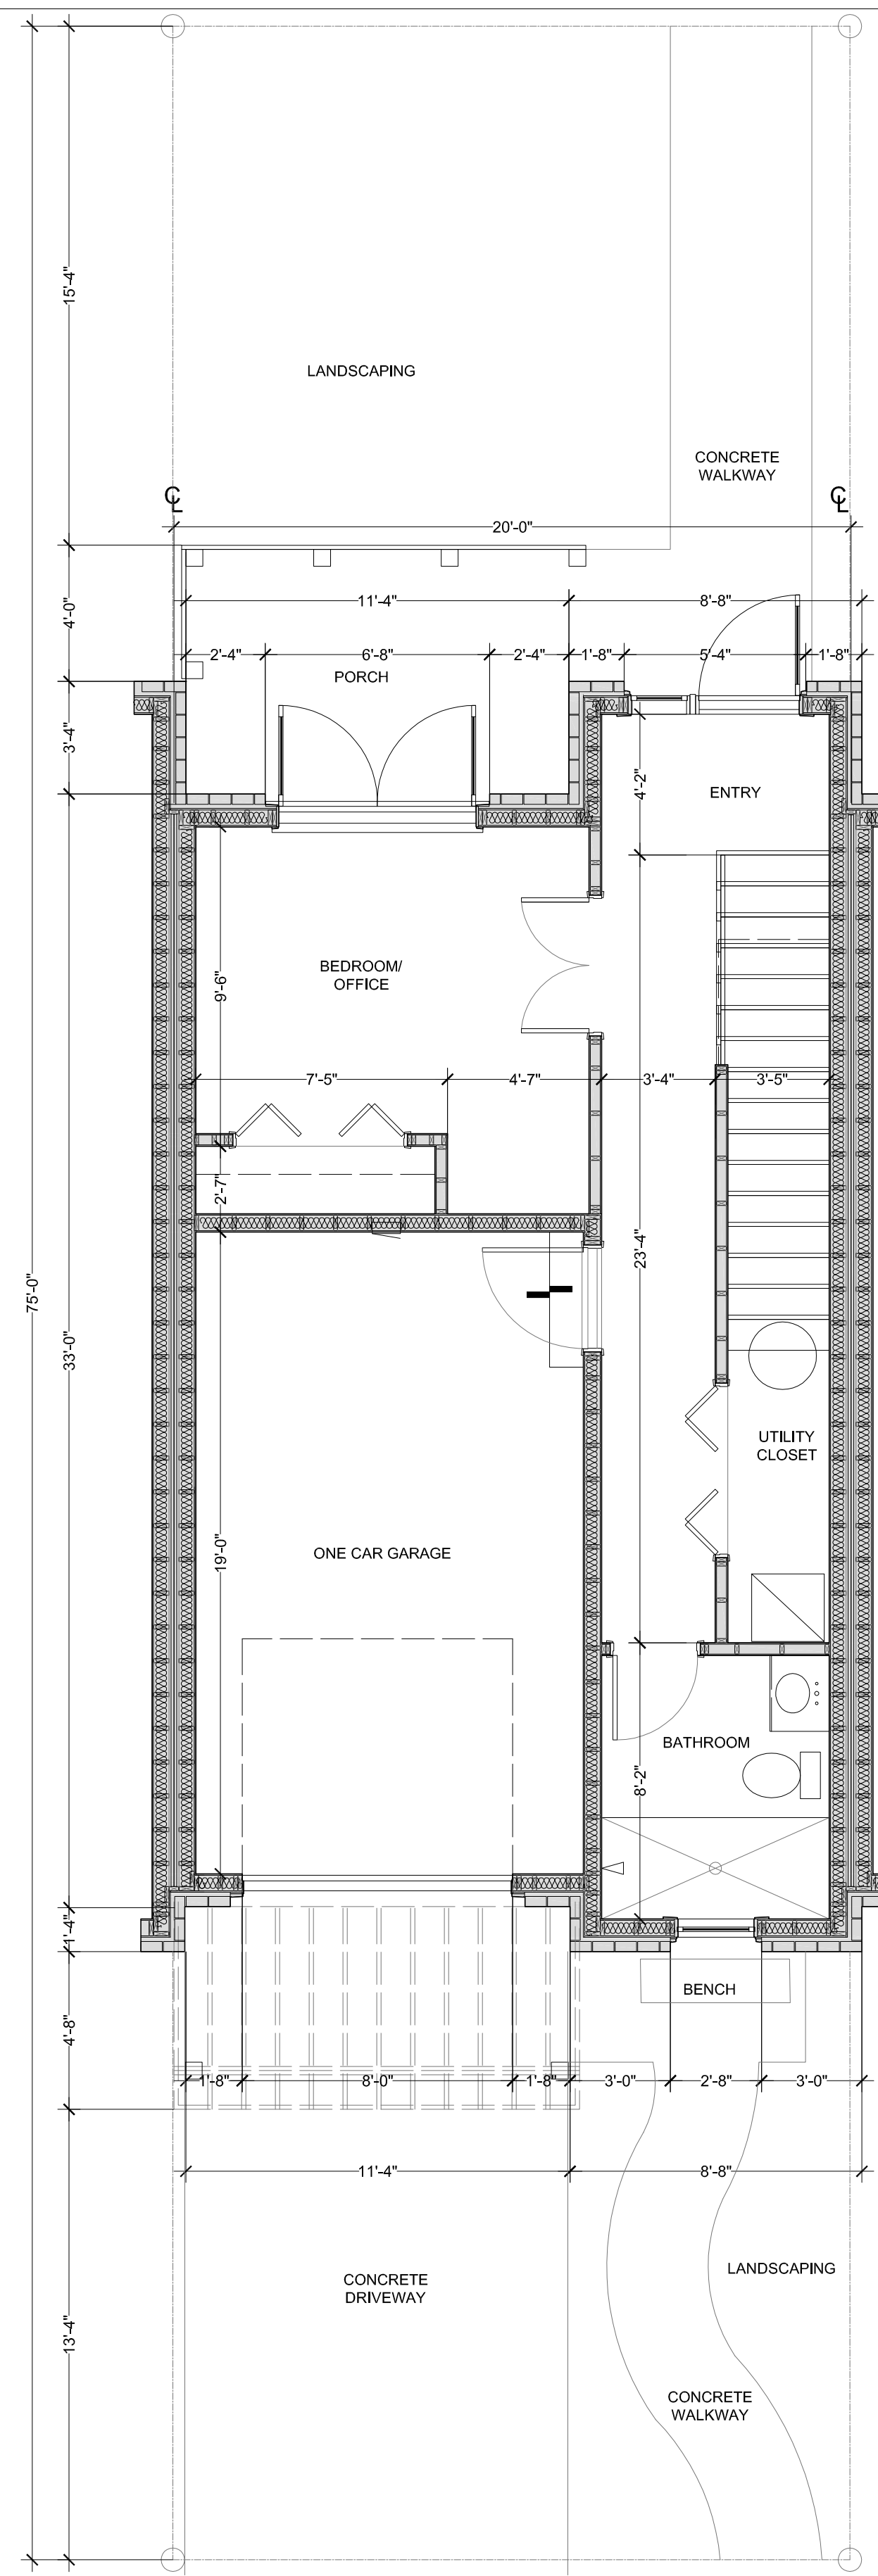 15'-4"
LANDSCAPING
CONCRETE
WALKWAY
℄
℄
20'-0"
4'-0"
11'-4"
8'-8"
2'-4"
6'-8"
2'-4"
1'-8"
5'-4"
1'-8"
PORCH
3'-4"
4'-2"
ENTRY
BEDROOM/
OFFICE
9'-6"
7'-5"
4'-7"
3'-4"
3'-5"
2'-7"
23'-4"
75'-0"
33'-0"
UTILITY
CLOSET
19'-0"
ONE CAR GARAGE
BATHROOM
8'-2"
1'-4"
BENCH
4'-8"
1'-8"
8'-0"
1'-8"
3'-0"
2'-8"
3'-0"
11'-4"
8'-8"
LANDSCAPING
CONCRETE
DRIVEWAY
13'-4"
CONCRETE
WALKWAY